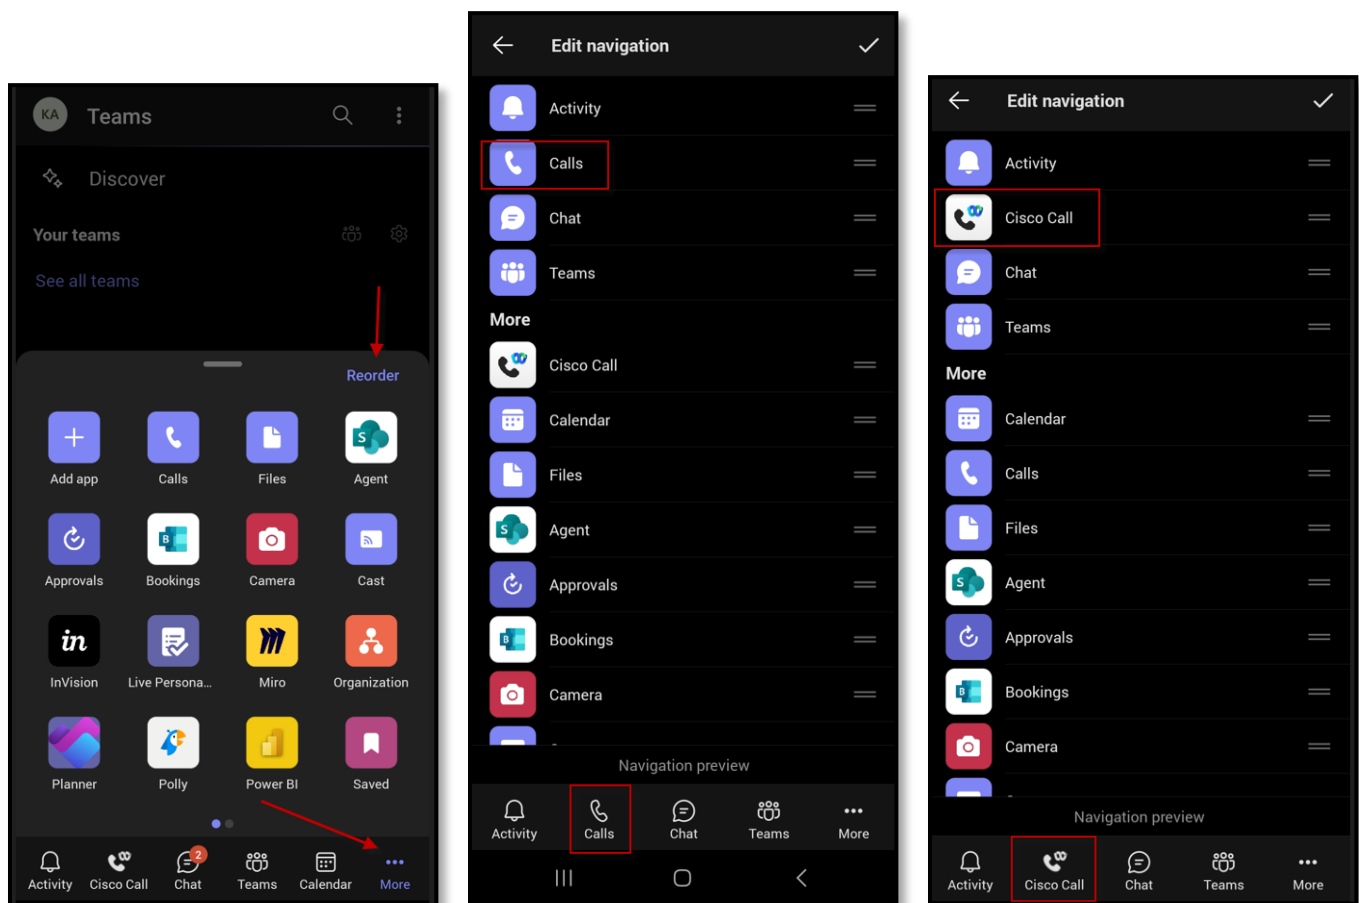 KA Teams
Discover
Your teams
See all teams
Reorder
Add app Calls Files Agent
S
Approvals Bookings Camera Cast
B
in
InVision Live Persona... Miro Organization
Planner Polly Power BI Saved
2
Activity Cisco Call Chat Teams Calendar More
Edit navigation
Activity
Calls
Chat
Teams
More
Cisco Call
Calendar
Files
S
Agent
Approvals
B
Bookings
Camera
Navigation preview
Activity Calls Chat Teams More
Edit navigation
Activity
Cisco Call
Chat
Teams
More
Calendar
Calls
Files
S
Agent
Approvals
B
Bookings
Camera
Navigation preview
Activity Cisco Call Chat Teams More